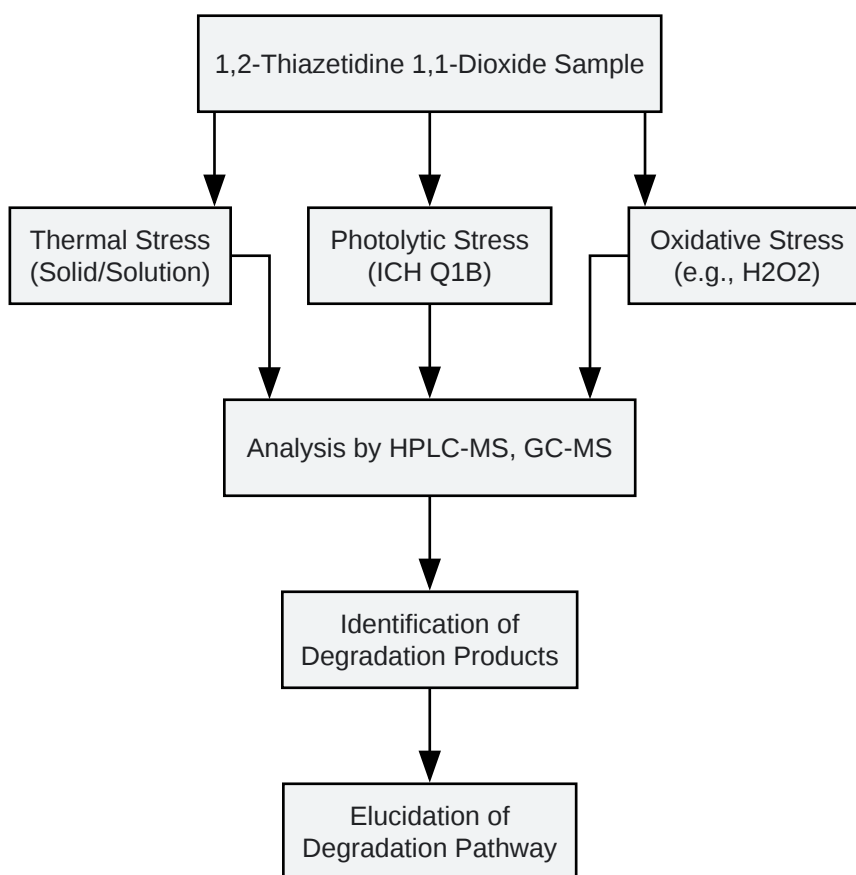 1,2-Thiazetidine 1,1-Dioxide Sample
Thermal Stress
(Solid/Solution)
Photolytic Stress
(ICH Q1B)
Oxidative Stress
(e.g., H2O2)
Analysis by HPLC-MS, GC-MS
Identification of
Degradation Products
Elucidation of
Degradation Pathway